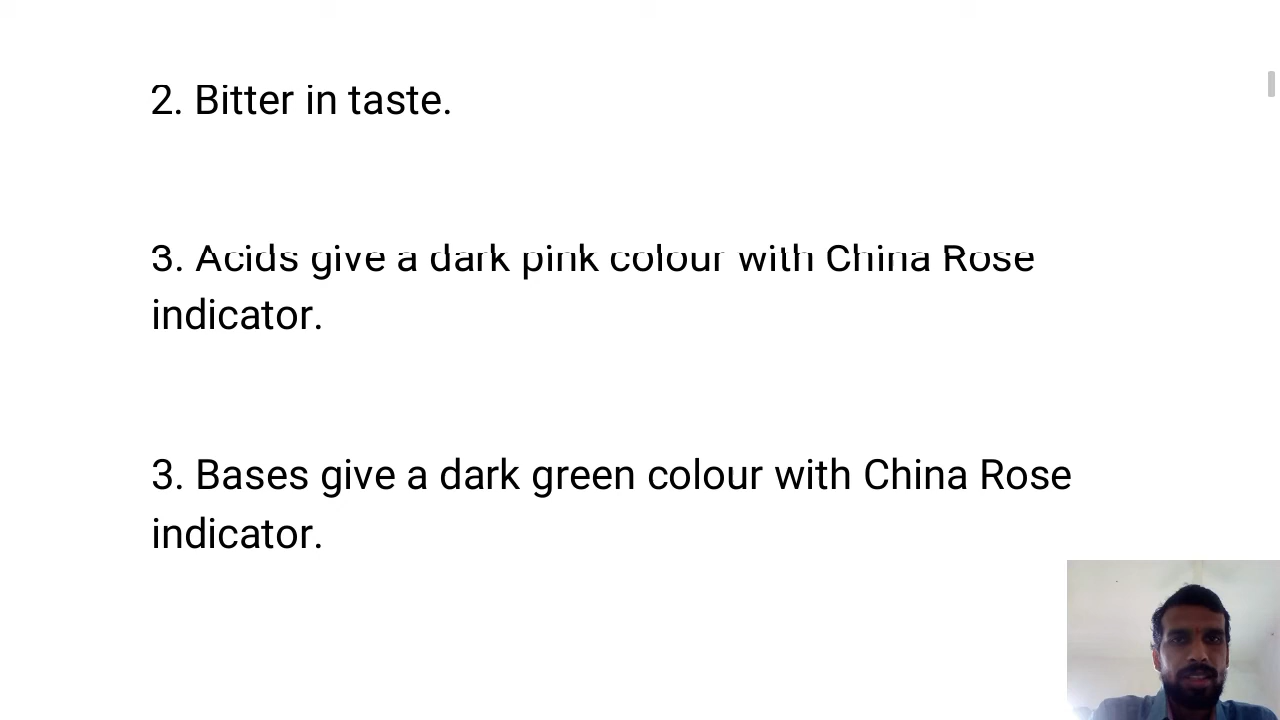 2. Bitter in taste.
3. Acids give a dark pink colour with China Rose
indicator.
3. Bases give a dark green colour with China Rose
indicator.